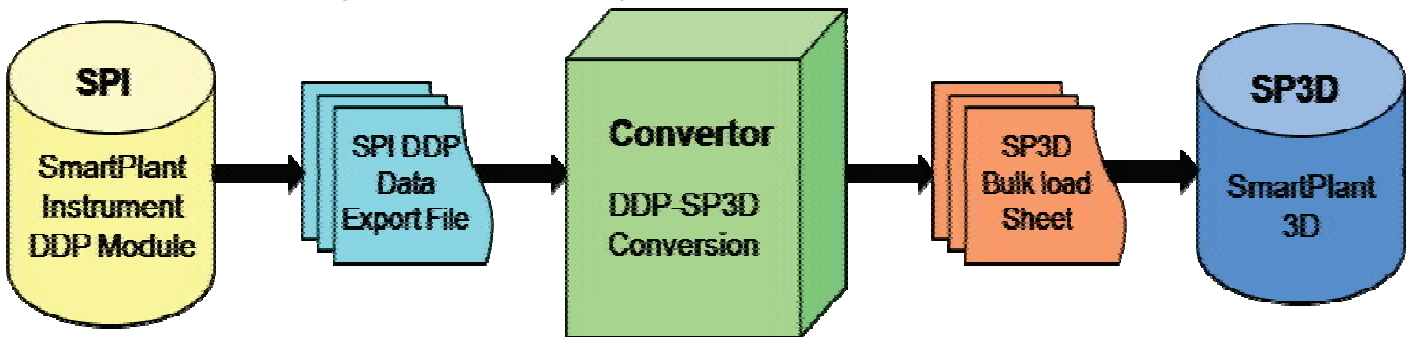 SPI
SmartPlant
Instrument
DDP Module
SPI DDP
Data
Export File
Convertor
DDP-SP3D
Conversion
SP3D
Bulk load
Sheet
SP3D
SmartPlant
3D